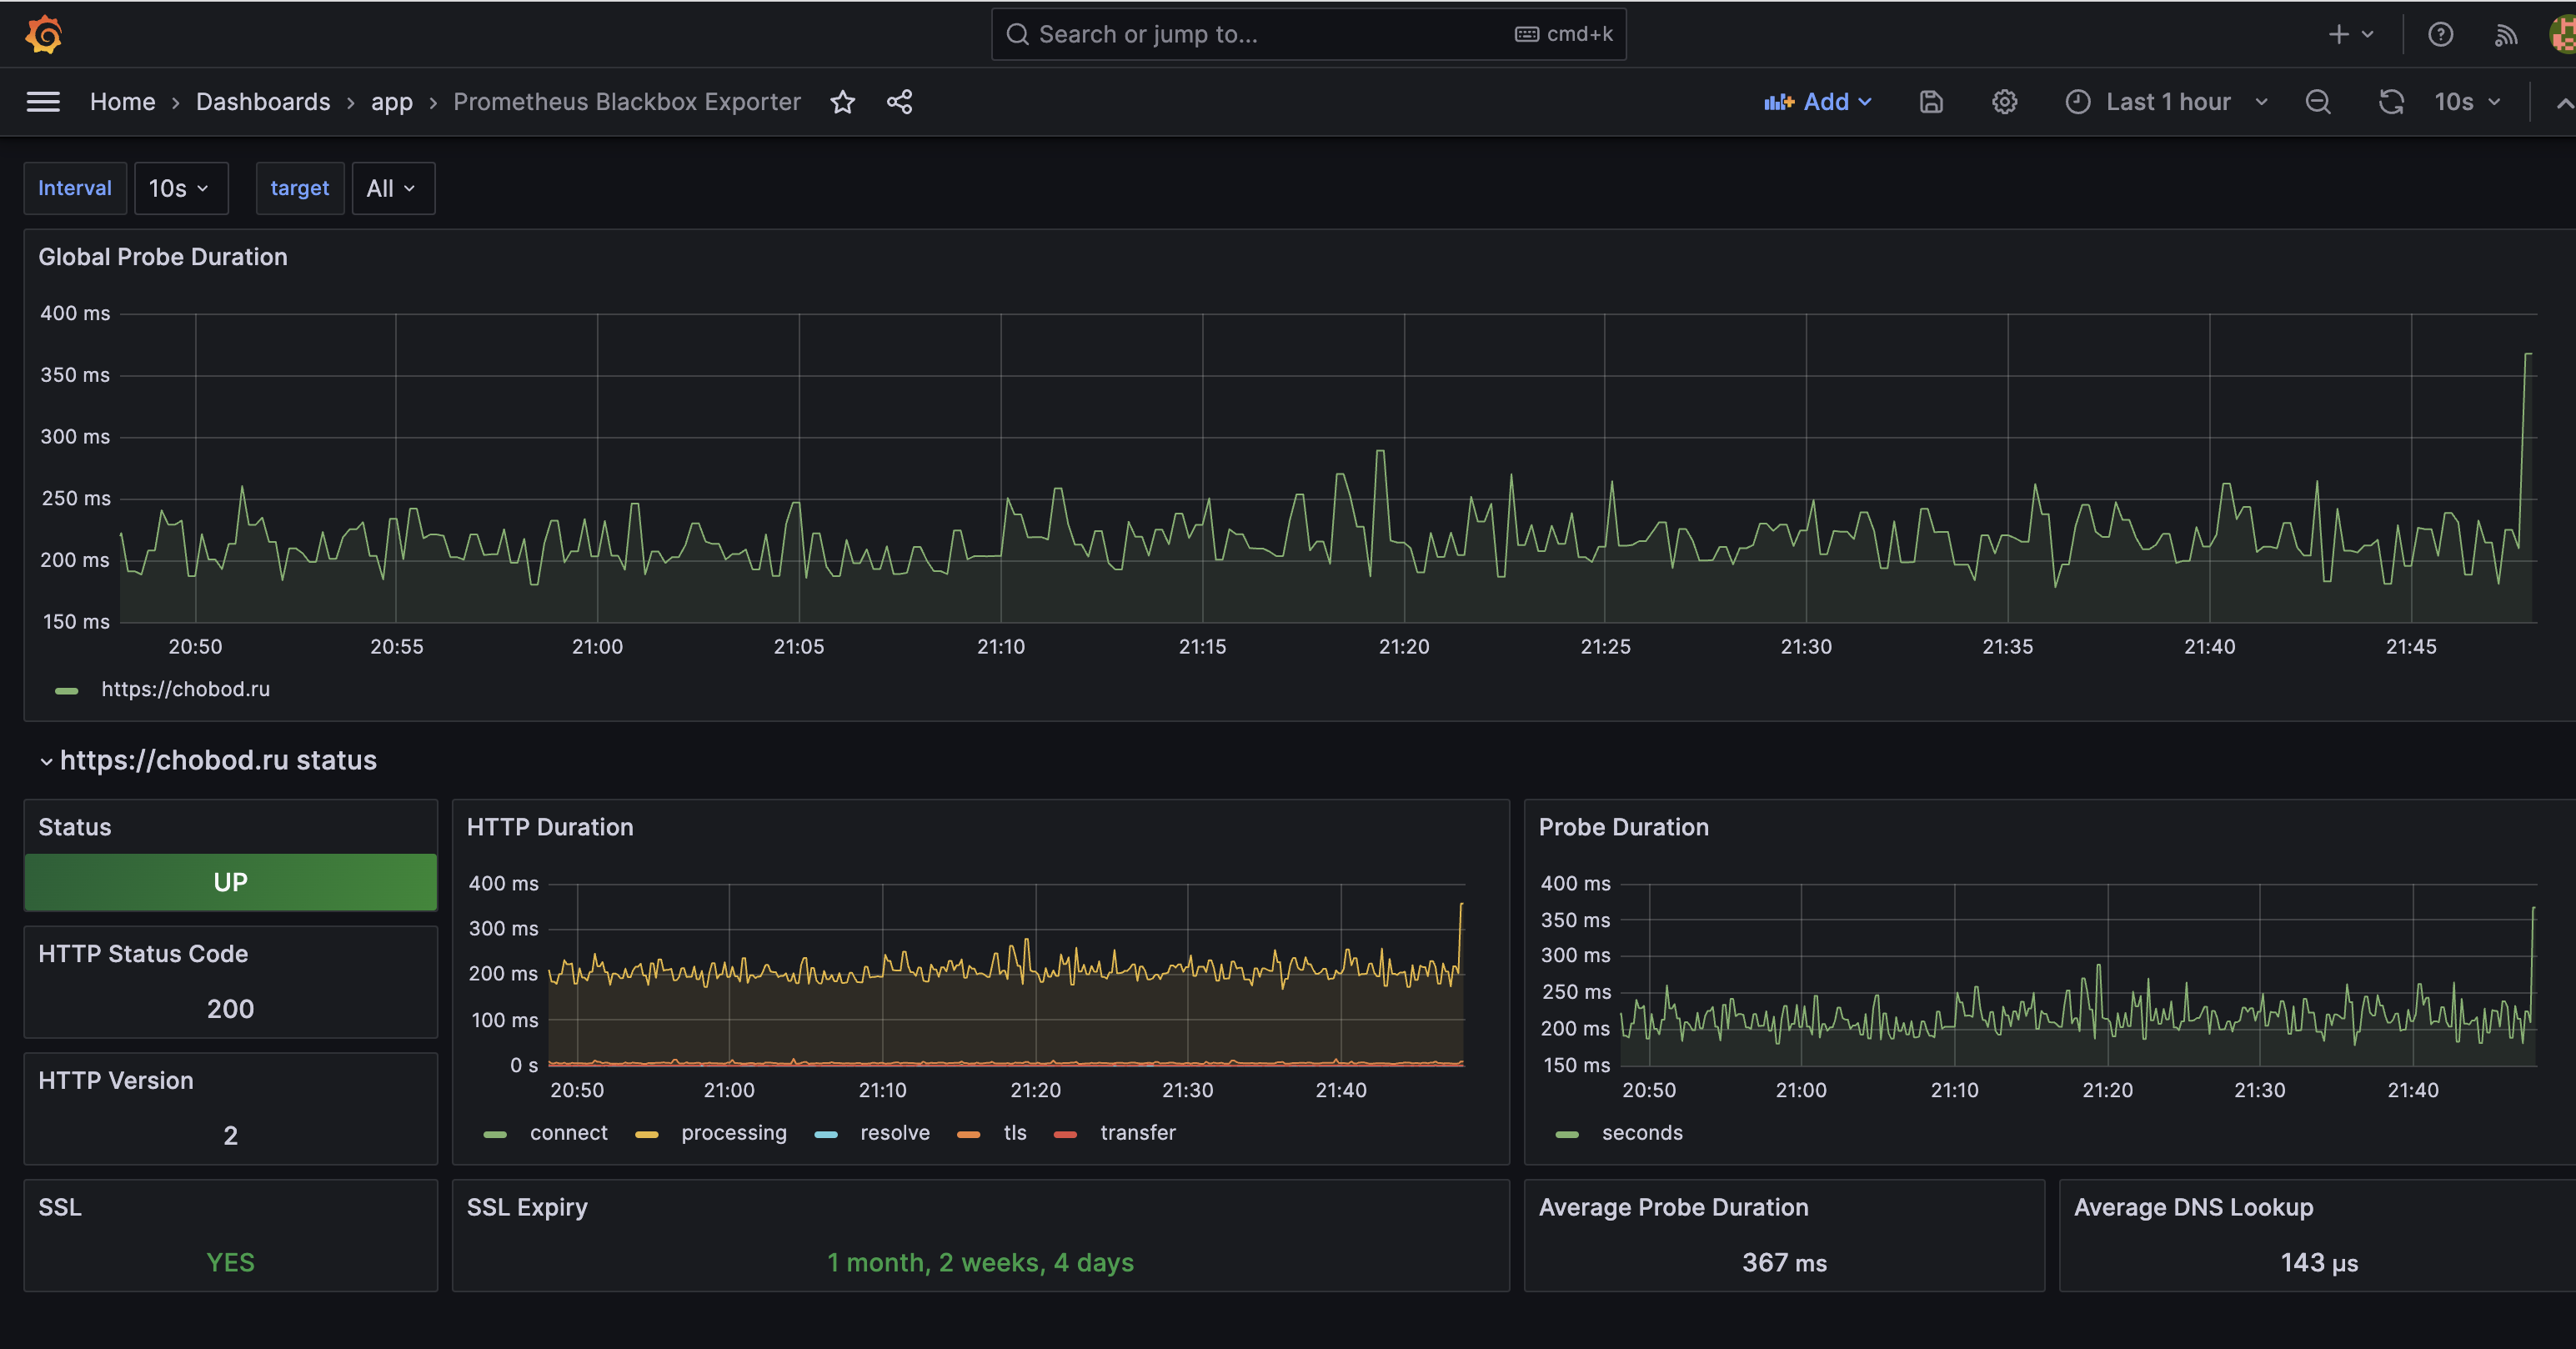 Search or jump to... cmd+k
Home › Dashboards › app › Prometheus Blackbox Exporter Add Last 1 hour 10s
Interval 10s target All
Global Probe Duration
400 ms
350 ms
300 ms
250 ms
200 ms
150 ms
20:50 20:55 21:00 21:05 21:10 21:15 21:20 21:25 21:30 21:35 21:40 21:45
https://chobod.ru
https://chobod.ru status
Status
UP
HTTP Status Code
200
HTTP Version
2
HTTP Duration
400 ms
300 ms
200 ms
100 ms
0 s
20:50 21:00 21:10 21:20 21:30 21:40
connect processing resolve tls transfer
Probe Duration
400 ms
350 ms
300 ms
250 ms
200 ms
150 ms
20:50 21:00 21:10 21:20 21:30 21:40
seconds
SSL
YES
SSL Expiry
1 month, 2 weeks, 4 days
Average Probe Duration
367 ms
Average DNS Lookup
143 µs